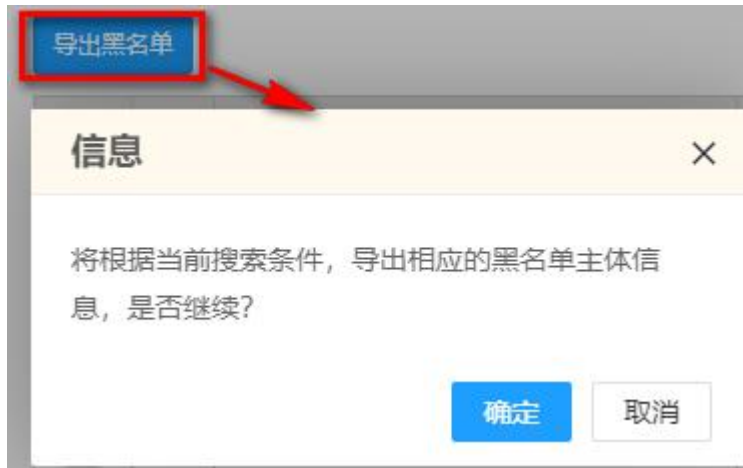 导出黑名单
信息
将根据当前搜索条件，导出相应的黑名单主体信
息，是否继续?
确定
取消